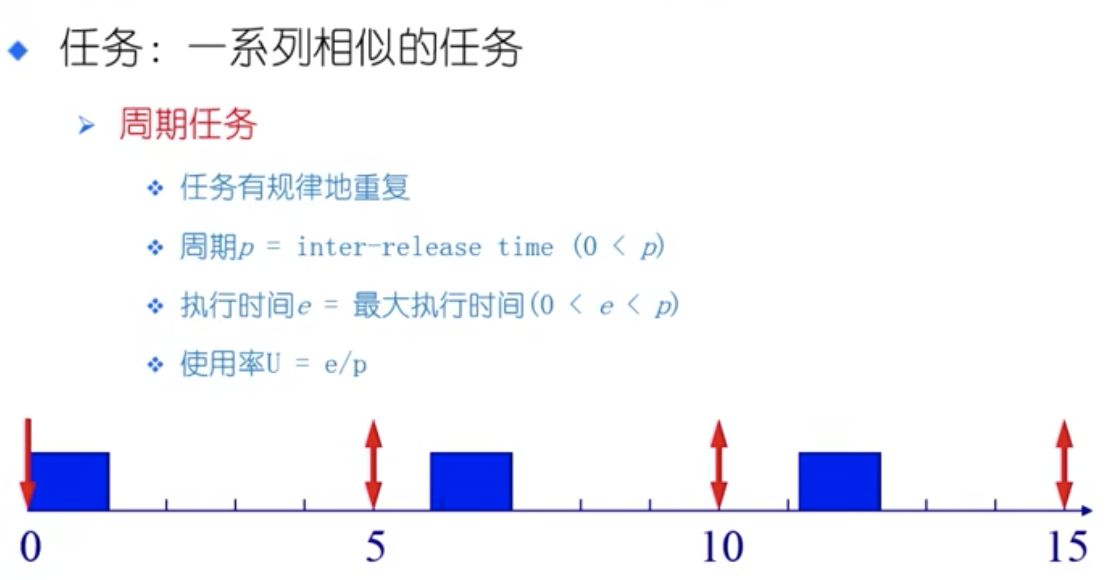 任务：一系列相似的任务
周期任务
任务有规律地重复
周期p = inter-release time (0 < p)
执行时间e = 最大执行时间(0 < e < p)
使用率U = e/p
0 5 10 15